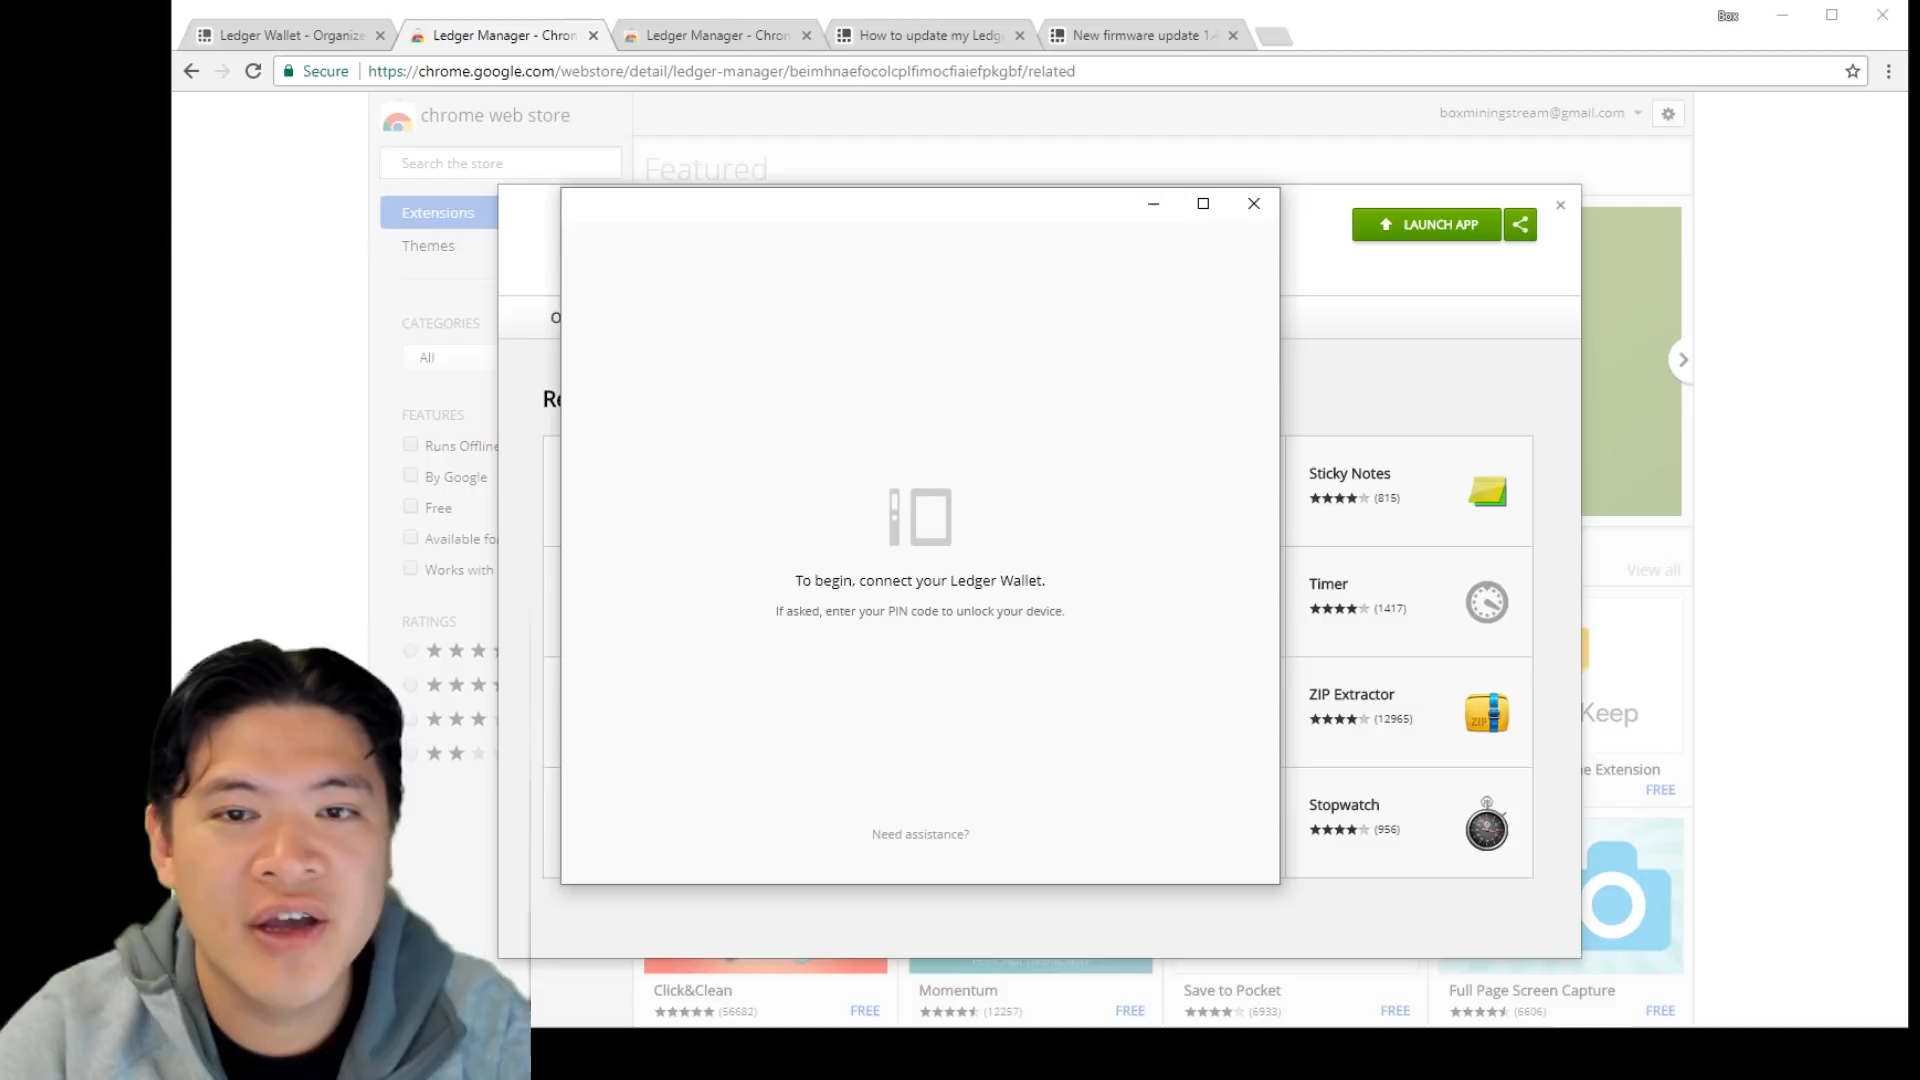 Box
Ledger Wallet - Organize
Ledger Manager - Chrom
Ledger Manager - Chrom
How to update my Ledg
New firmware update 1.
Secure
https://chrome.google.com/webstore/detail/ledger-manager/beimhnaefocolcplfimocfiaiefpkgbf/related
chrome web store
boxminingstream@gmail.com
Search the store
Featured
Extensions
LAUNCH APP
Themes
CATEGORIES
All
FEATURES
Runs Offline
By Google
Free
Available fo
Works with
RATINGS
To begin, connect your Ledger Wallet.
If asked, enter your PIN code to unlock your device.
Need assistance?
Sticky Notes
(815)
Timer
(1417)
ZIP Extractor
(12965)
ZIP
Stopwatch
(956)
View all
Keep
e Extension
FREE
Click&Clean
(56682)
FREE
Momentum
(12257)
FREE
Save to Pocket
(6933)
FREE
Full Page Screen Capture
(6606)
FREE